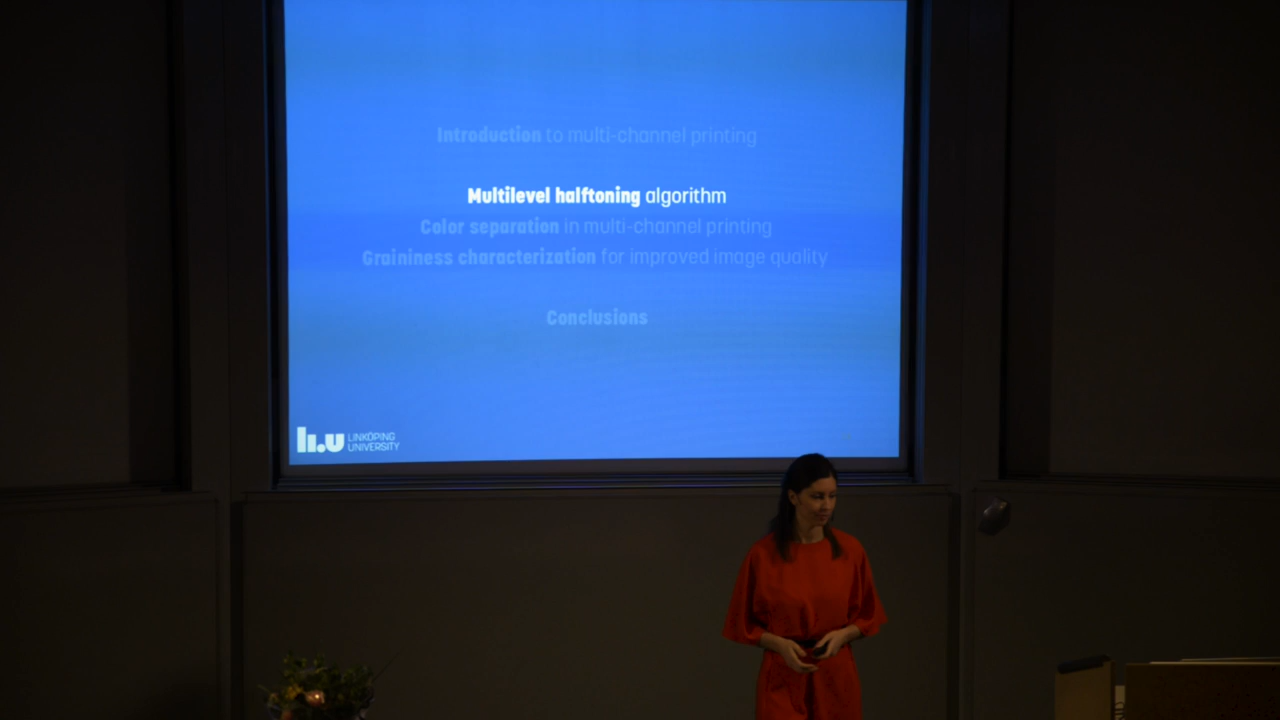 Introduction to multi-channel printing
Multilevel halftoning algorithm
Color separation in multi-channel printing
Graininess characterization for improved image quality
Conclusions
li.u LINKÖPING
UNIVERSITY